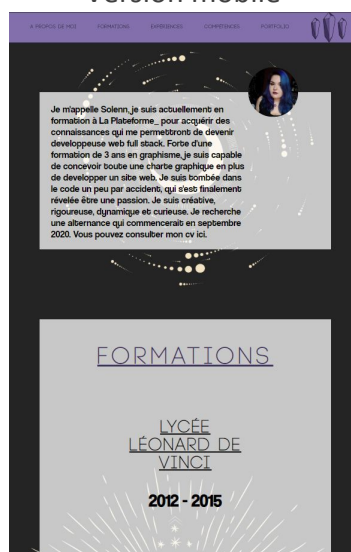 Version mobile
A PROPOS DE MOI FORMATIONS EXPÉRIENCES COMPÉTENCES PORTFOLIO
Je m'appelle Solenn, je suis actuellement en
formation à La Plateforme_ pour acquérir des
connaissances qui me permettront de devenir
developpeuse web full stack. Forte d'une
formation de 3 ans en graphisme, je suis capable
de concevoir toute une charte graphique en plus
de developper un site web. Je suis tombée dans
le code un peu par accident, qui s'est finalement
révelée être une passion. Je suis créative,
rigoureuse, dynamique et curieuse. Je recherche
une alternance qui commencerait en septembre
2020. Vous pouvez consulter mon cv ici.
FORMATIONS
LYCÉE
LÉONARD DE
VINCI
2012 - 2015